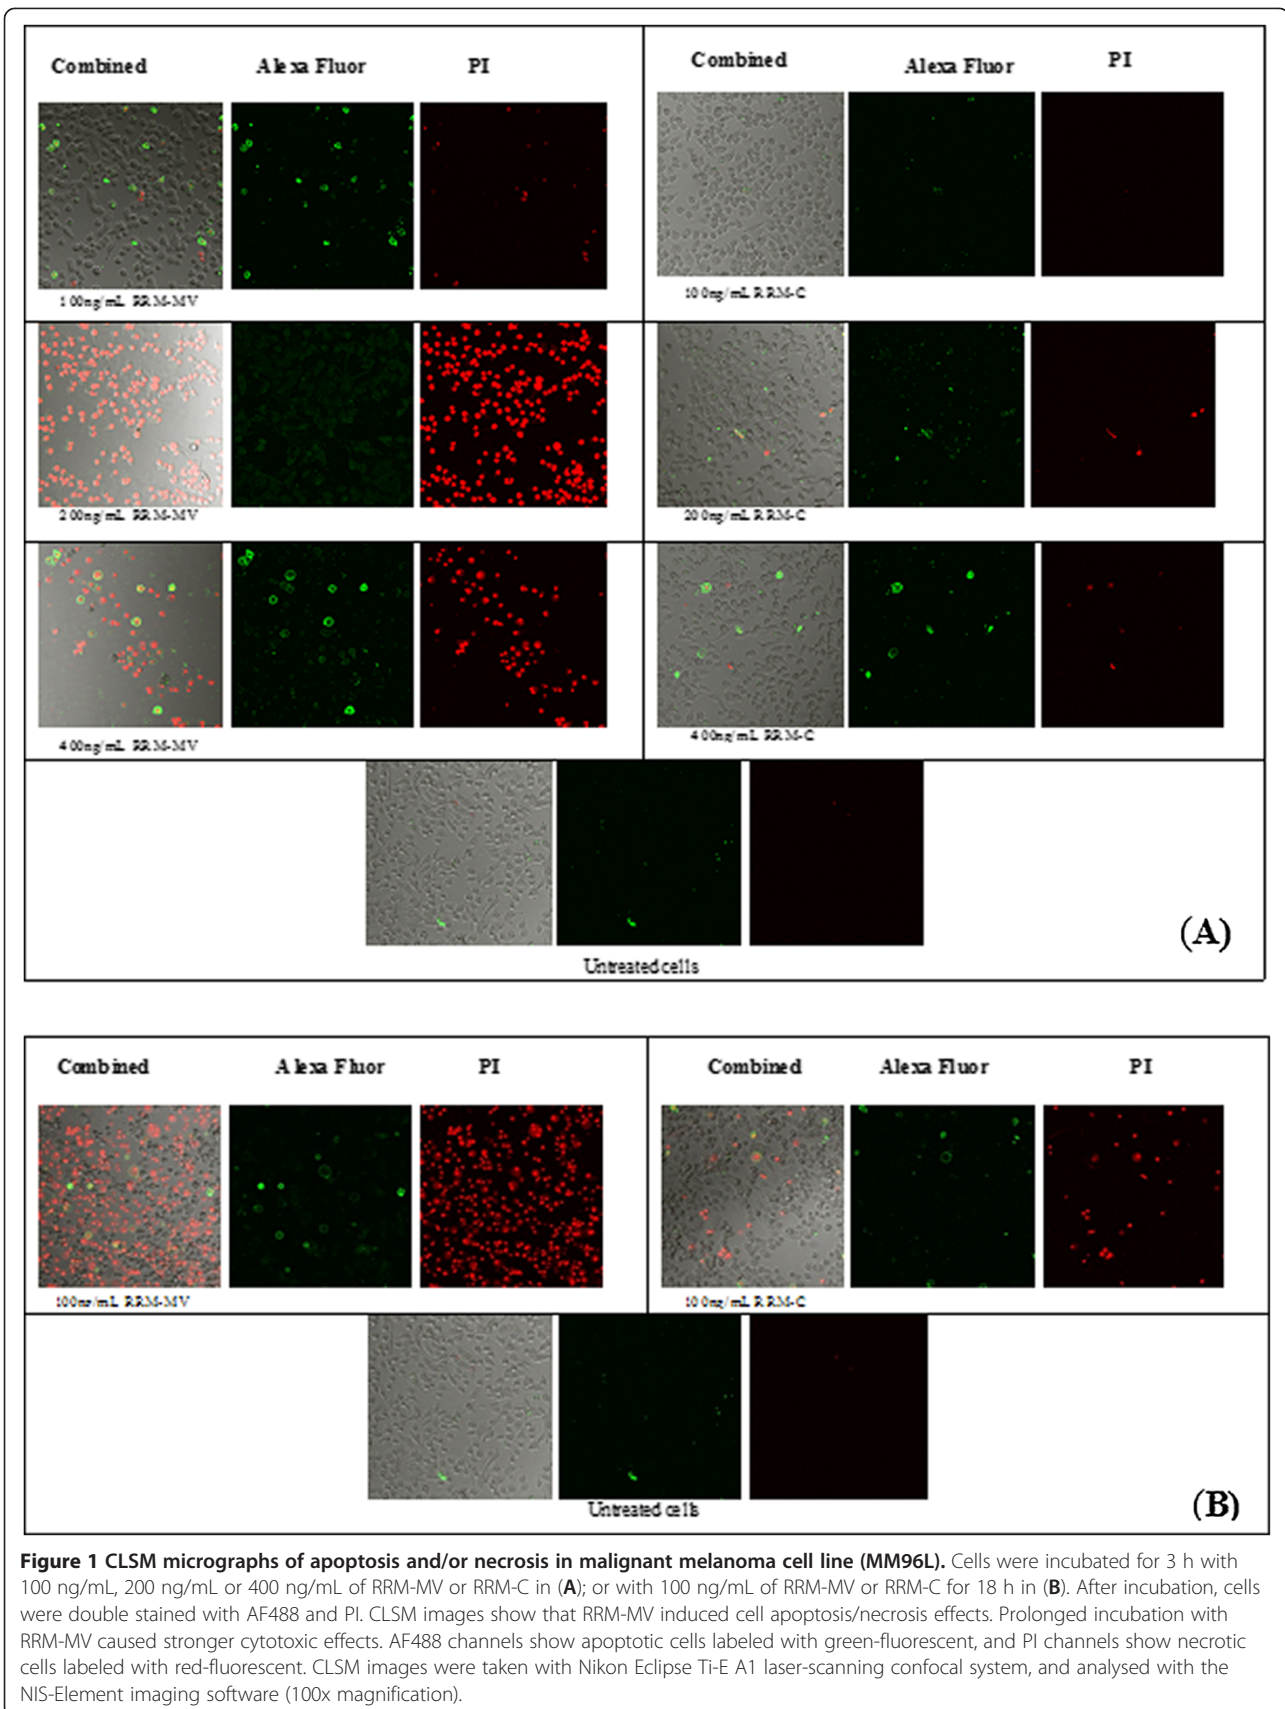 Combined Alexa Fluor PI
Combined Alexa Fluor PI
100ng/mL RRM-MV
100ng/mL RRM-C
200ng/mL RRM-MV
200ng/mL RRM-C
400ng/mL RRM-MV
400ng/mL RRM-C
Untreated cells
(A)
Combined Alexa Fluor PI
Combined Alexa Fluor PI
100ng/mL RRM-MV
100ng/mL RRM-C
Untreated cells
(B)
Figure 1 CLSM micrographs of apoptosis and/or necrosis in malignant melanoma cell line (MM96L). Cells were incubated for 3 h with
100 ng/mL, 200 ng/mL or 400 ng/mL of RRM-MV or RRM-C in (A); or with 100 ng/mL of RRM-MV or RRM-C for 18 h in (B). After incubation, cells
were double stained with AF488 and PI. CLSM images show that RRM-MV induced cell apoptosis/necrosis effects. Prolonged incubation with
RRM-MV caused stronger cytotoxic effects. AF488 channels show apoptotic cells labeled with green-fluorescent, and PI channels show necrotic
cells labeled with red-fluorescent. CLSM images were taken with Nikon Eclipse Ti-E A1 laser-scanning confocal system, and analysed with the
NIS-Element imaging software (100x magnification).